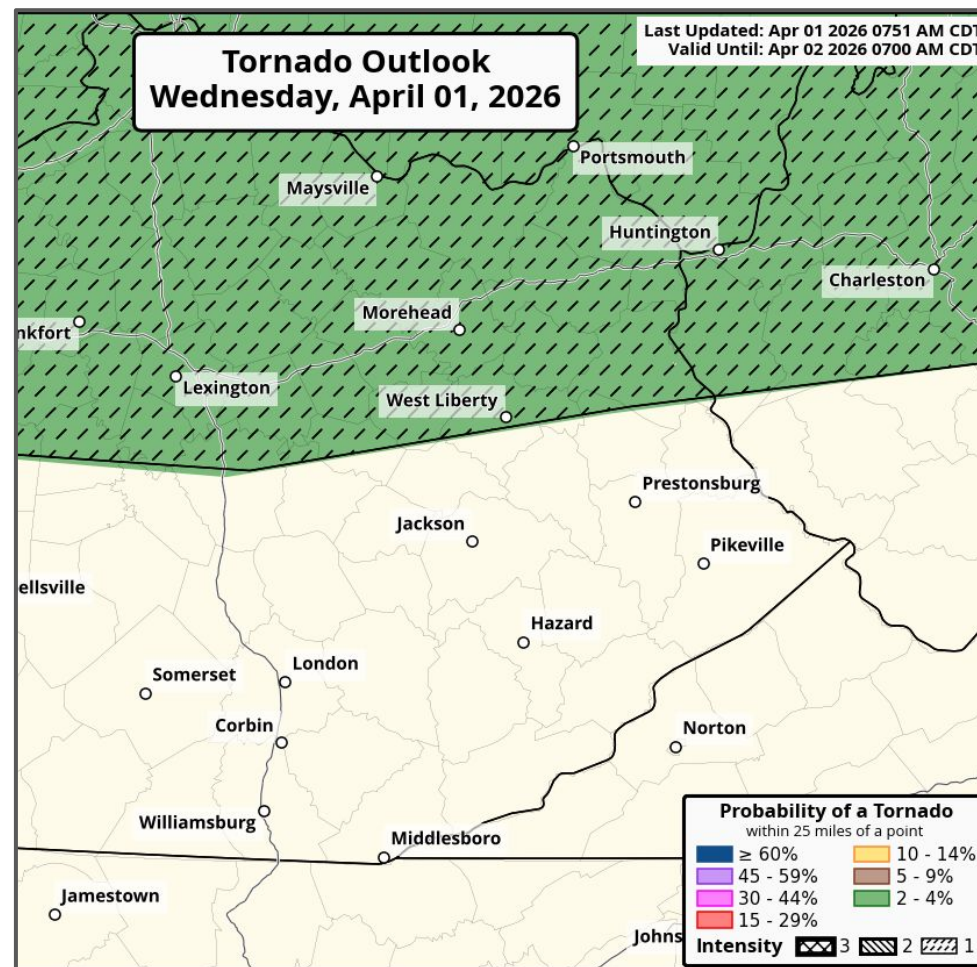 Last Updated: Apr 01 2026 0751 AM CDT
Valid Until: Apr 02 2026 0700 AM CDT
Tornado Outlook
Wednesday, April 01, 2026
Portsmouth
Maysville
Huntington
Charleston
Morehead
nkfort
Lexington
West Liberty
Prestonsburg
Jackson
Pikeville
ellsville
Hazard
London
Somerset
Corbin
Norton
Williamsburg
Middlesboro
Jamestown
Johns
Probability of a Tornado
within 25 miles of a point
≥ 60% 10 - 14%
45 - 59% 5 - 9%
30 - 44% 2 - 4%
15 - 29%
Intensity 3 2 1